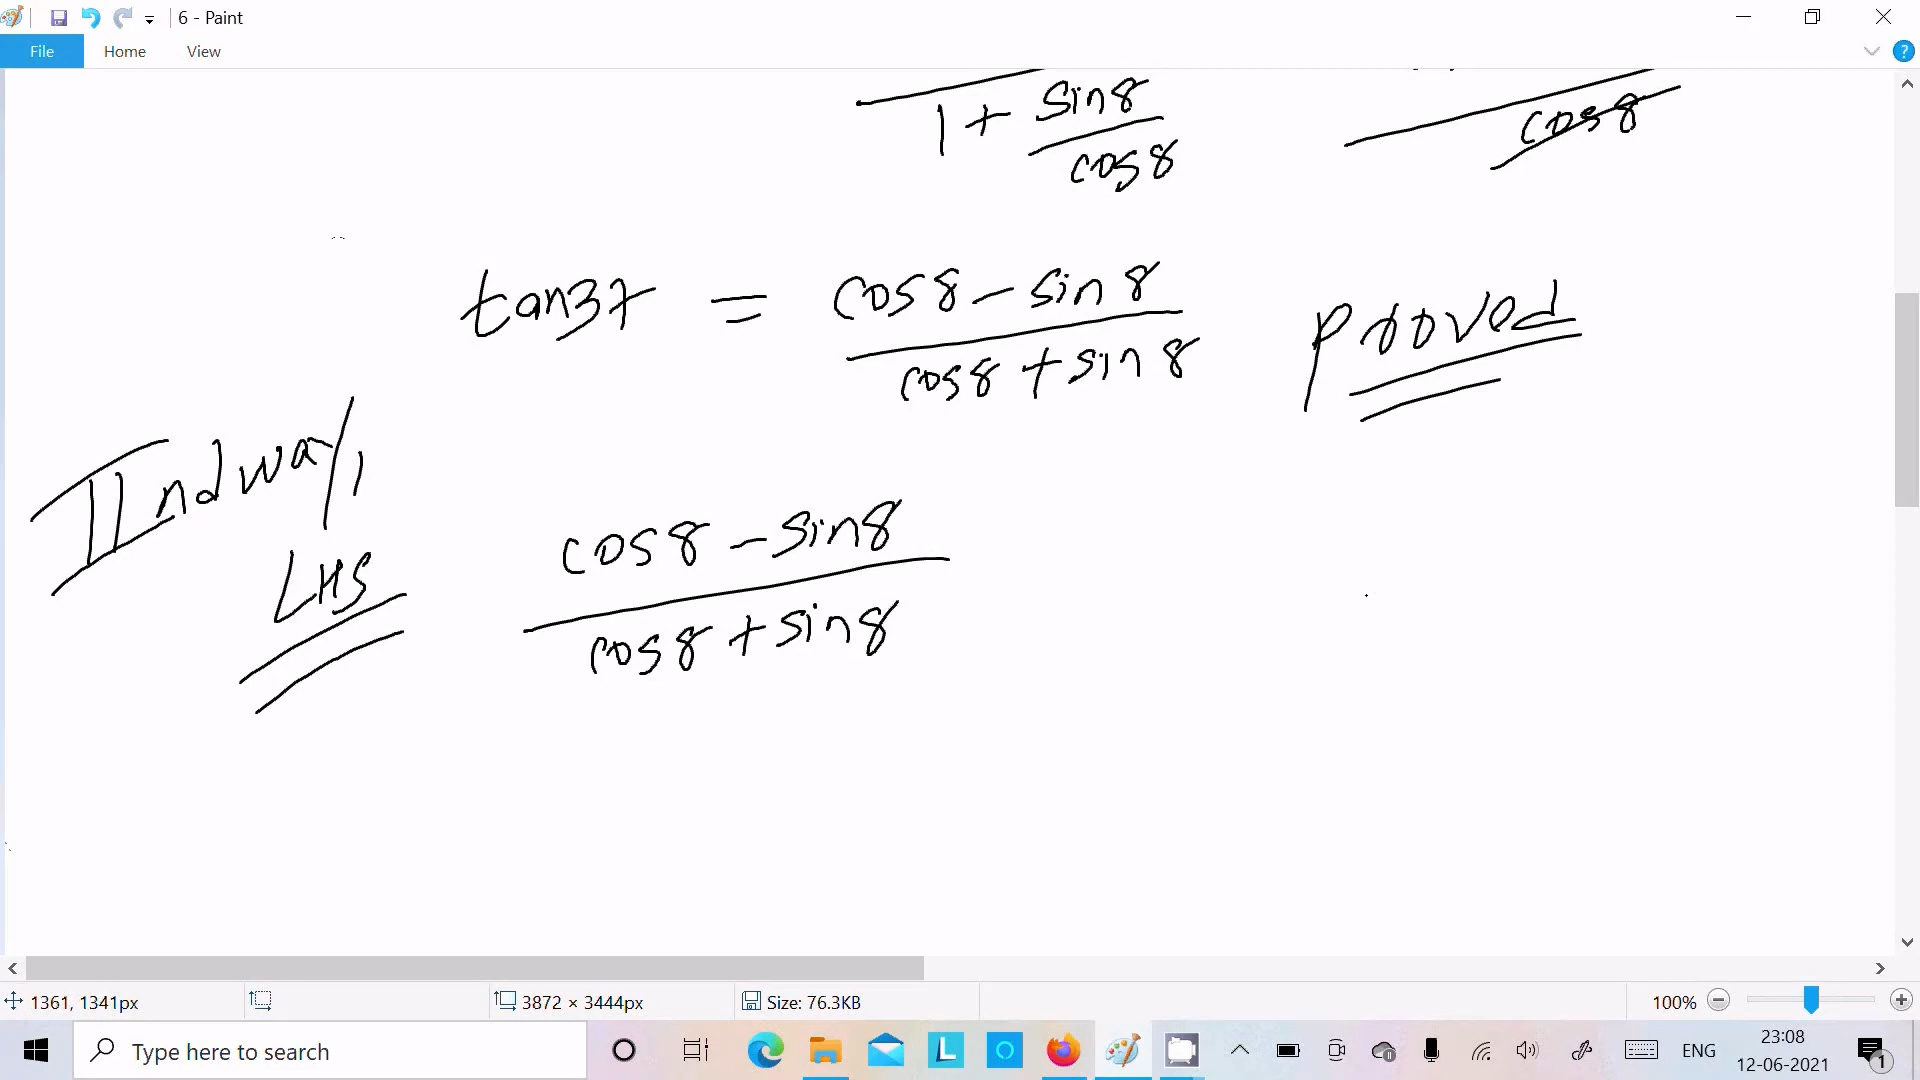 6 - Paint
File Home View
1 + sin8 / cos8
cos8
tan37 = cos8 - sin8 / cos8 + sin8 Proved
IInd way,
LHS cos8 - sin8 / cos8 + sin8
1361, 1341px 3872 × 3444px Size: 76.3KB 100%
Type here to search ENG 23:08
12-06-2021 1